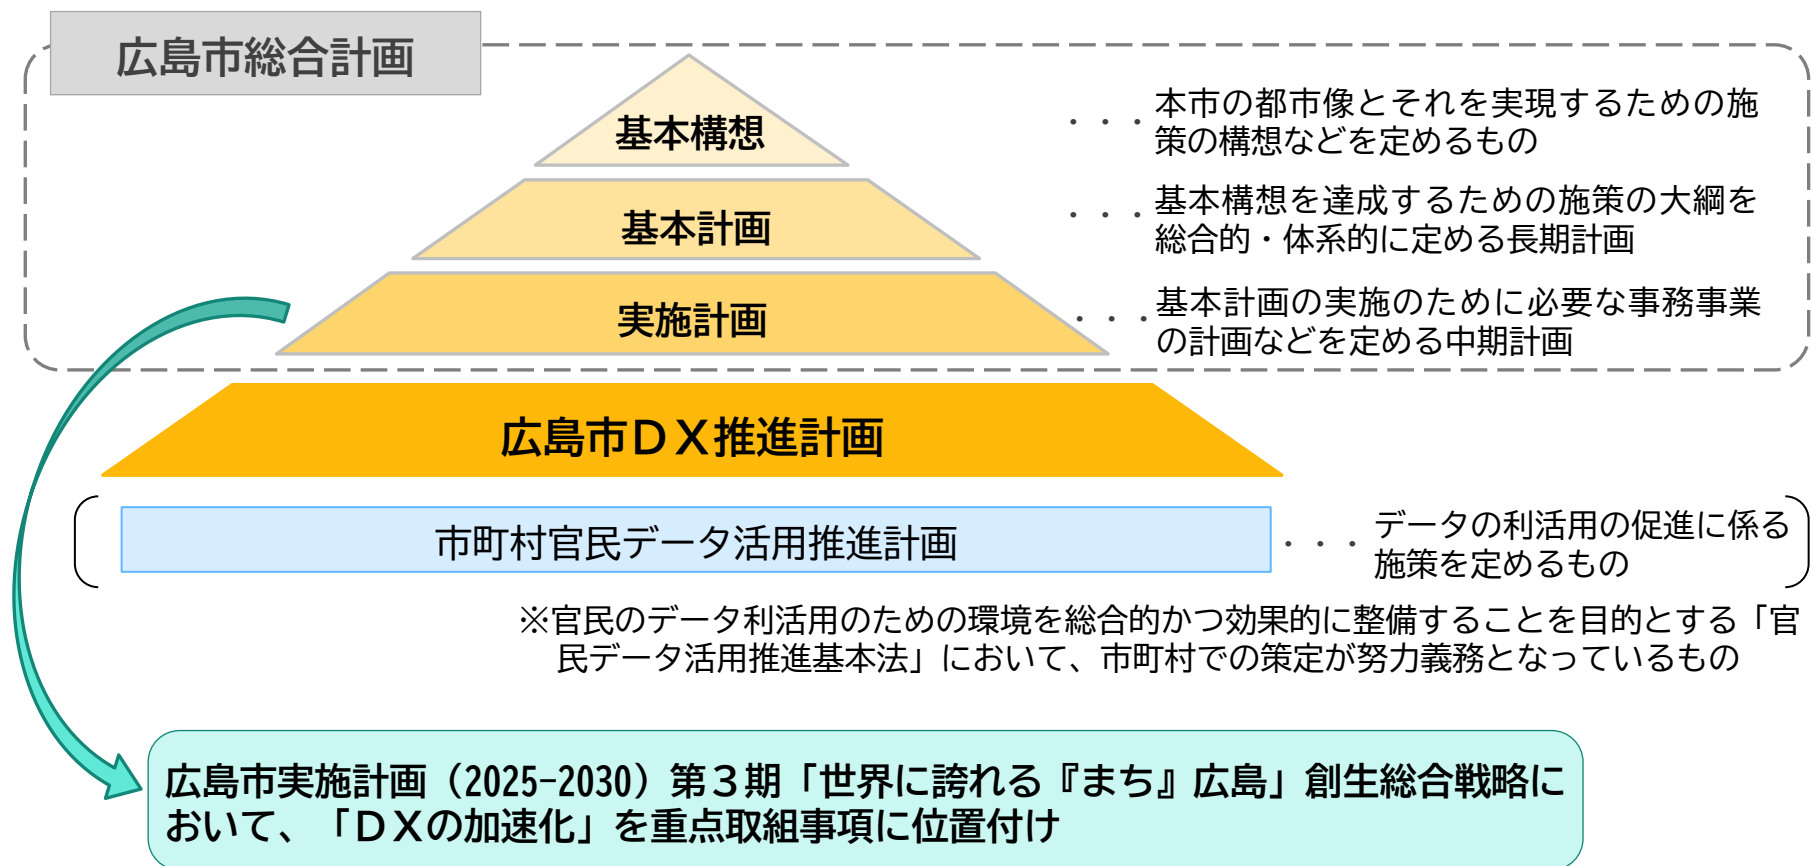 広島市総合計画
基本構想
・・・本市の都市像とそれを実現するための施
策の構想などを定めるもの
基本計画
・・・基本構想を達成するための施策の大綱を
総合的・体系的に定める長期計画
実施計画
・・・基本計画の実施のために必要な事務事業
の計画などを定める中期計画
広島市ＤＸ推進計画
市町村官民データ活用推進計画
・・・データの利活用の促進に係る
施策を定めるもの
※官民のデータ利活用のための環境を総合的かつ効果的に整備することを目的とする「官
民データ活用推進基本法」において、市町村での策定が努力義務となっているもの
広島市実施計画（2025-2030）第３期「世界に誇れる『まち』広島」創生総合戦略に
おいて、「ＤＸの加速化」を重点取組事項に位置付け